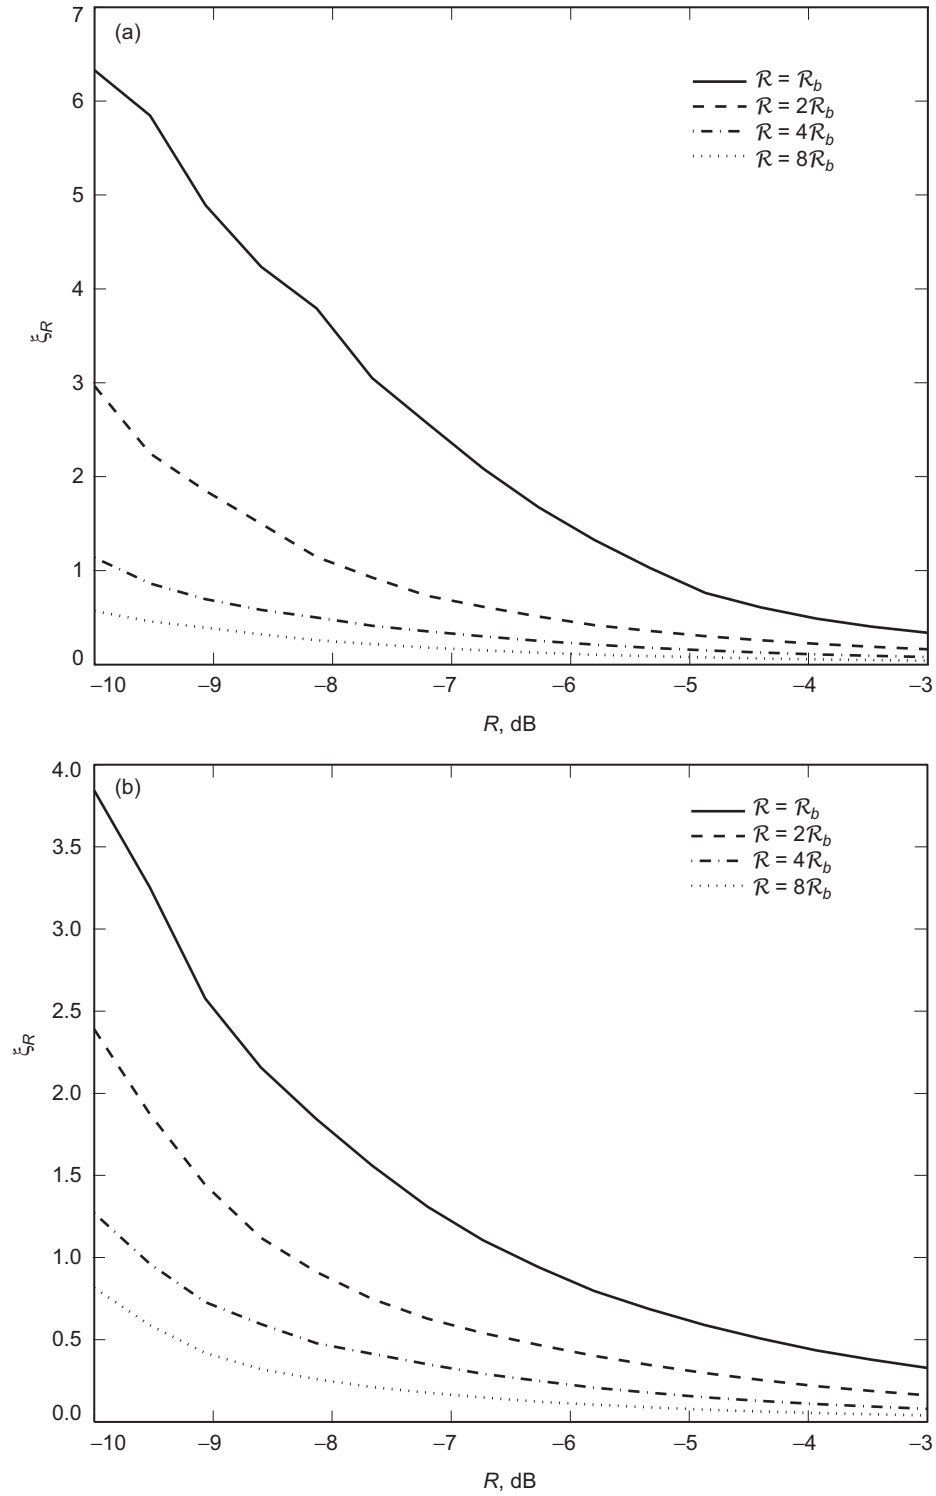 7
(a)
6
5
4
3
2
1
0
ξR
ℛ = ℛb
ℛ = 2ℛb
ℛ = 4ℛb
ℛ = 8ℛb
–10 –9 –8 –7 –6 –5 –4 –3
R, dB
4.0
(b)
3.5
3.0
2.5
2.0
1.5
1.0
0.5
0.0
ξR
ℛ = ℛb
ℛ = 2ℛb
ℛ = 4ℛb
ℛ = 8ℛb
–10 –9 –8 –7 –6 –5 –4 –3
R, dB